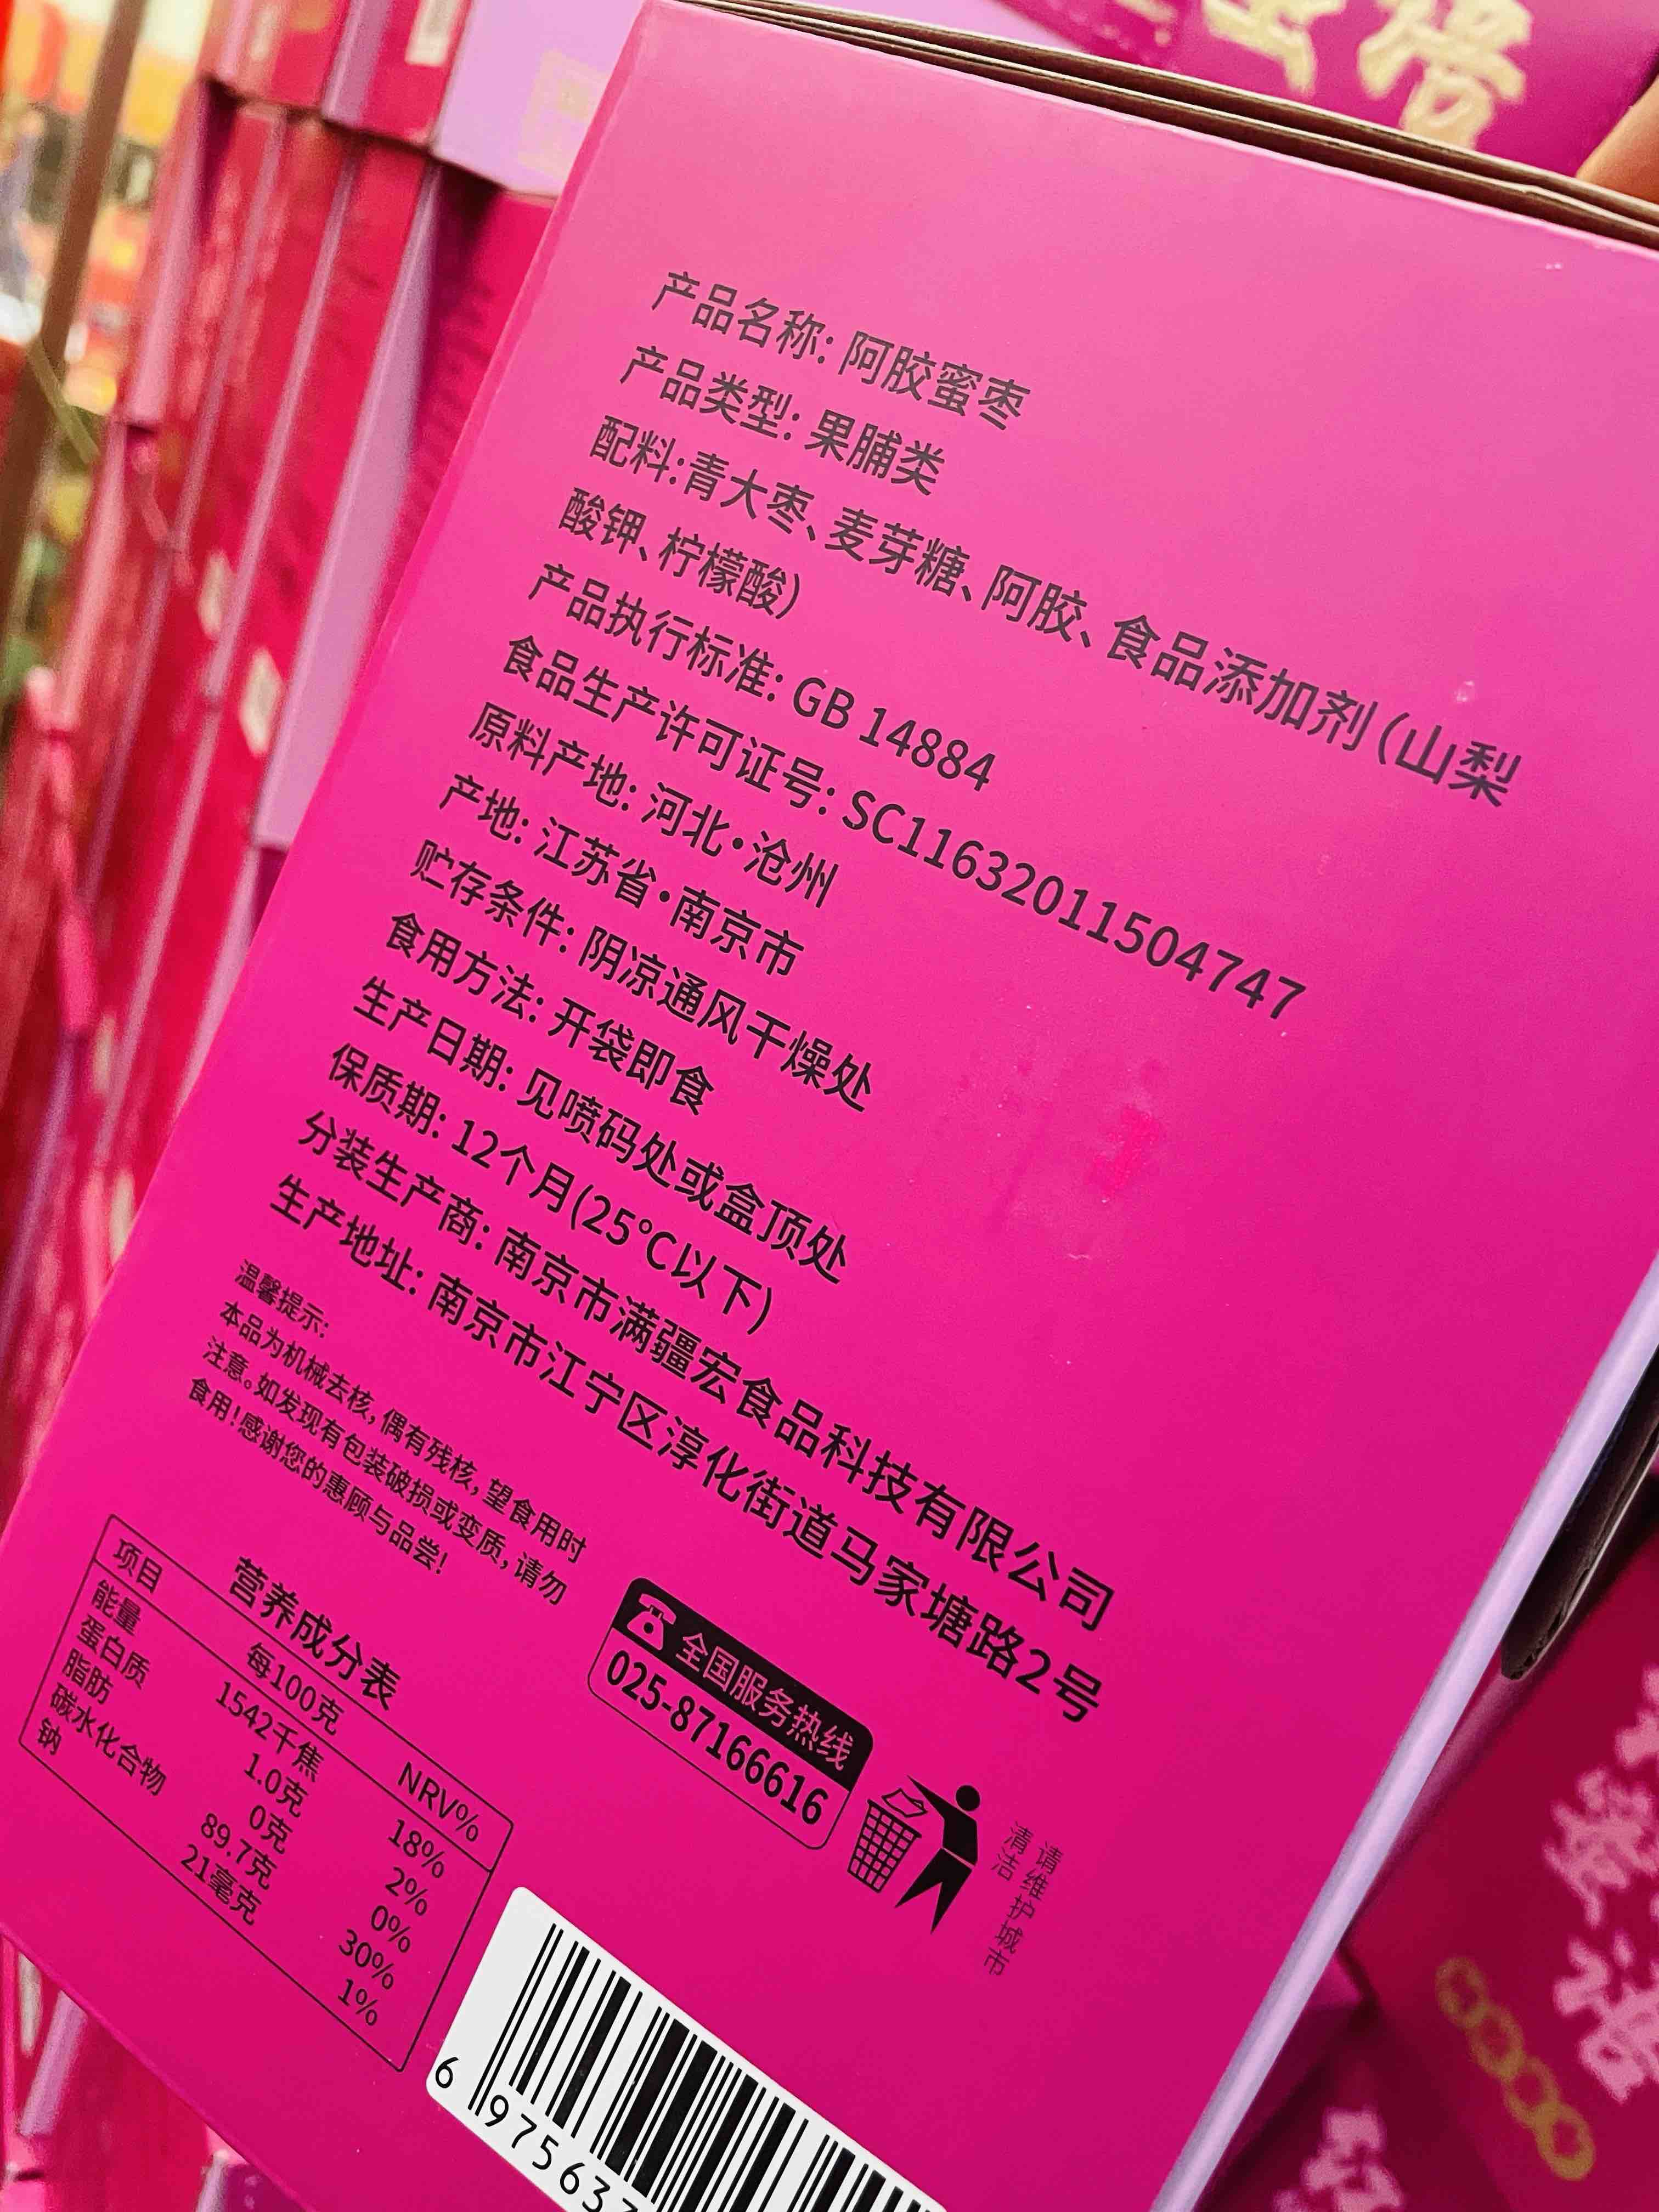 产品名称: 阿胶蜜枣
产品类型: 果脯类
配料:青大枣、麦芽糖、阿胶、食品添加剂(山梨
酸钾、柠檬酸)
产品执行标准: GB 14884
食品生产许可证号: SC11632011504747
原料产地: 河北·沧州
产地: 江苏省·南京市
贮存条件: 阴凉通风干燥处
食用方法: 开袋即食
生产日期: 见喷码处或盒顶处
保质期: 12个月(25℃以下)
分装生产商: 南京市满疆宏食品科技有限公司
生产地址: 南京市江宁区淳化街道马家塘路2号
温馨提示:
本品为机械去核,偶有残核,望食用时
注意。如发现有包装破损或变质,请勿
食用!感谢您的惠顾与品尝!
全国服务热线
025-87166616
请维护城市
清洁
营养成分表
项目 每100克 NRV%
能量 1542千焦 18%
蛋白质 1.0克 2%
脂肪 0克 0%
碳水化合物 89.7克 30%
钠 21毫克 1%
6 97563